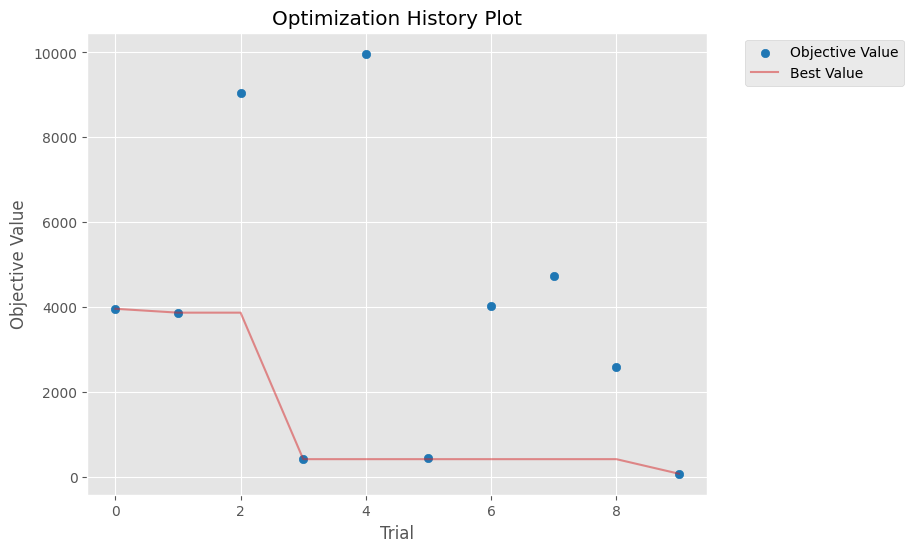 Optimization History Plot
Objective Value
Best Value
10000
8000
6000
4000
2000
0
Objective Value
0 2 4 6 8
Trial